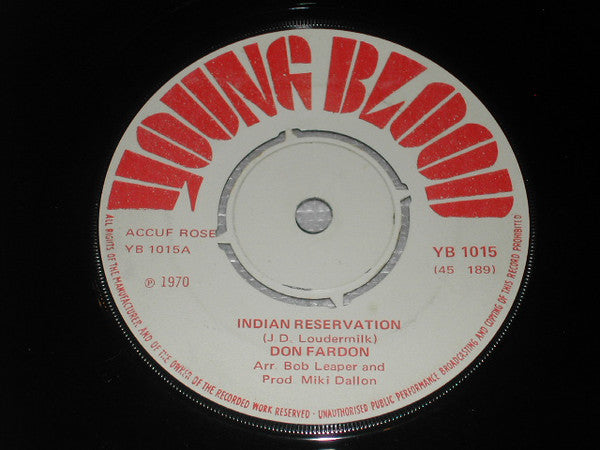 YOUNG BLOOD
ACCUF ROSE
YB 1015A
YB 1015
(45 189)
℗ 1970
INDIAN RESERVATION
(J.D. Loudermilk)
DON FARDON
Arr. Bob Leaper and
Prod Miki Dallon
ALL RIGHTS OF THE MANUFACTURER, AND OF THE OWNER OF THE RECORDED WORK RESERVED - UNAUTHORISED PUBLIC PERFORMANCE BROADCASTING AND COPYING OF THIS RECORD PROHIBITED